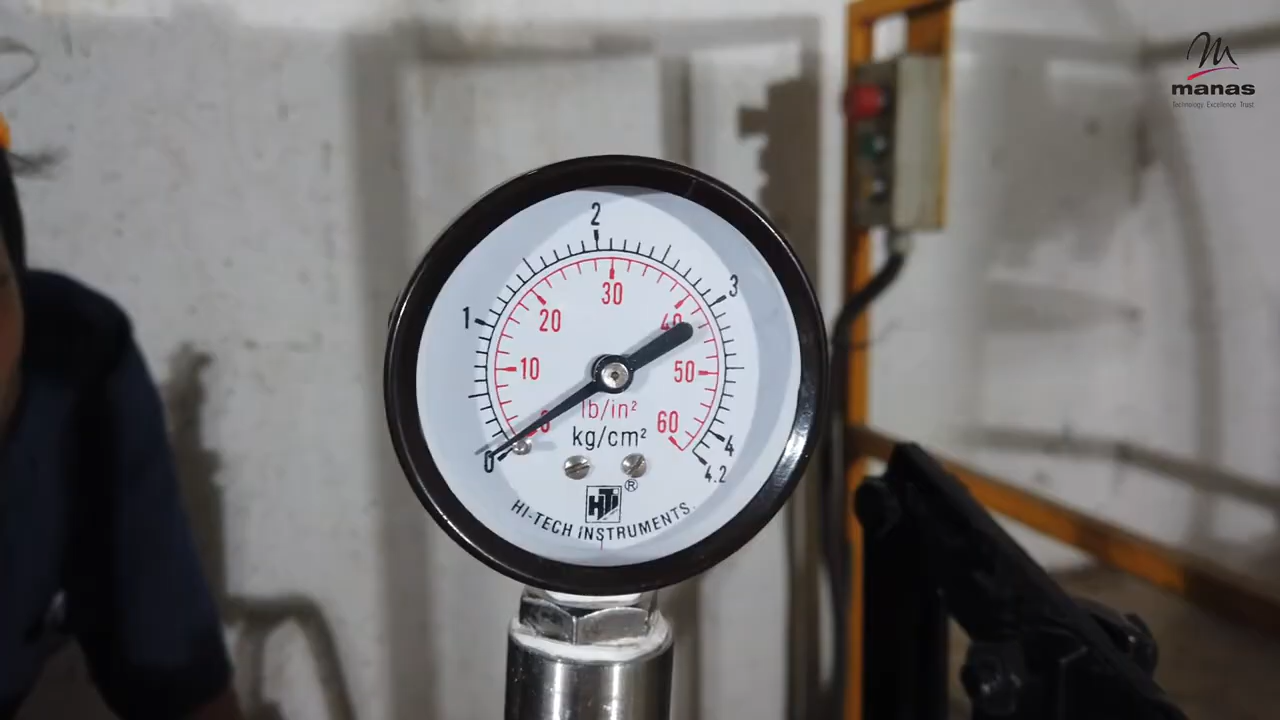 manas
Technology Excellence Trust
2
1
3
30
20
40
10
50
0
60
lb/in²
kg/cm²
0
4
4.2
HTI ®
HI-TECH INSTRUMENTS.